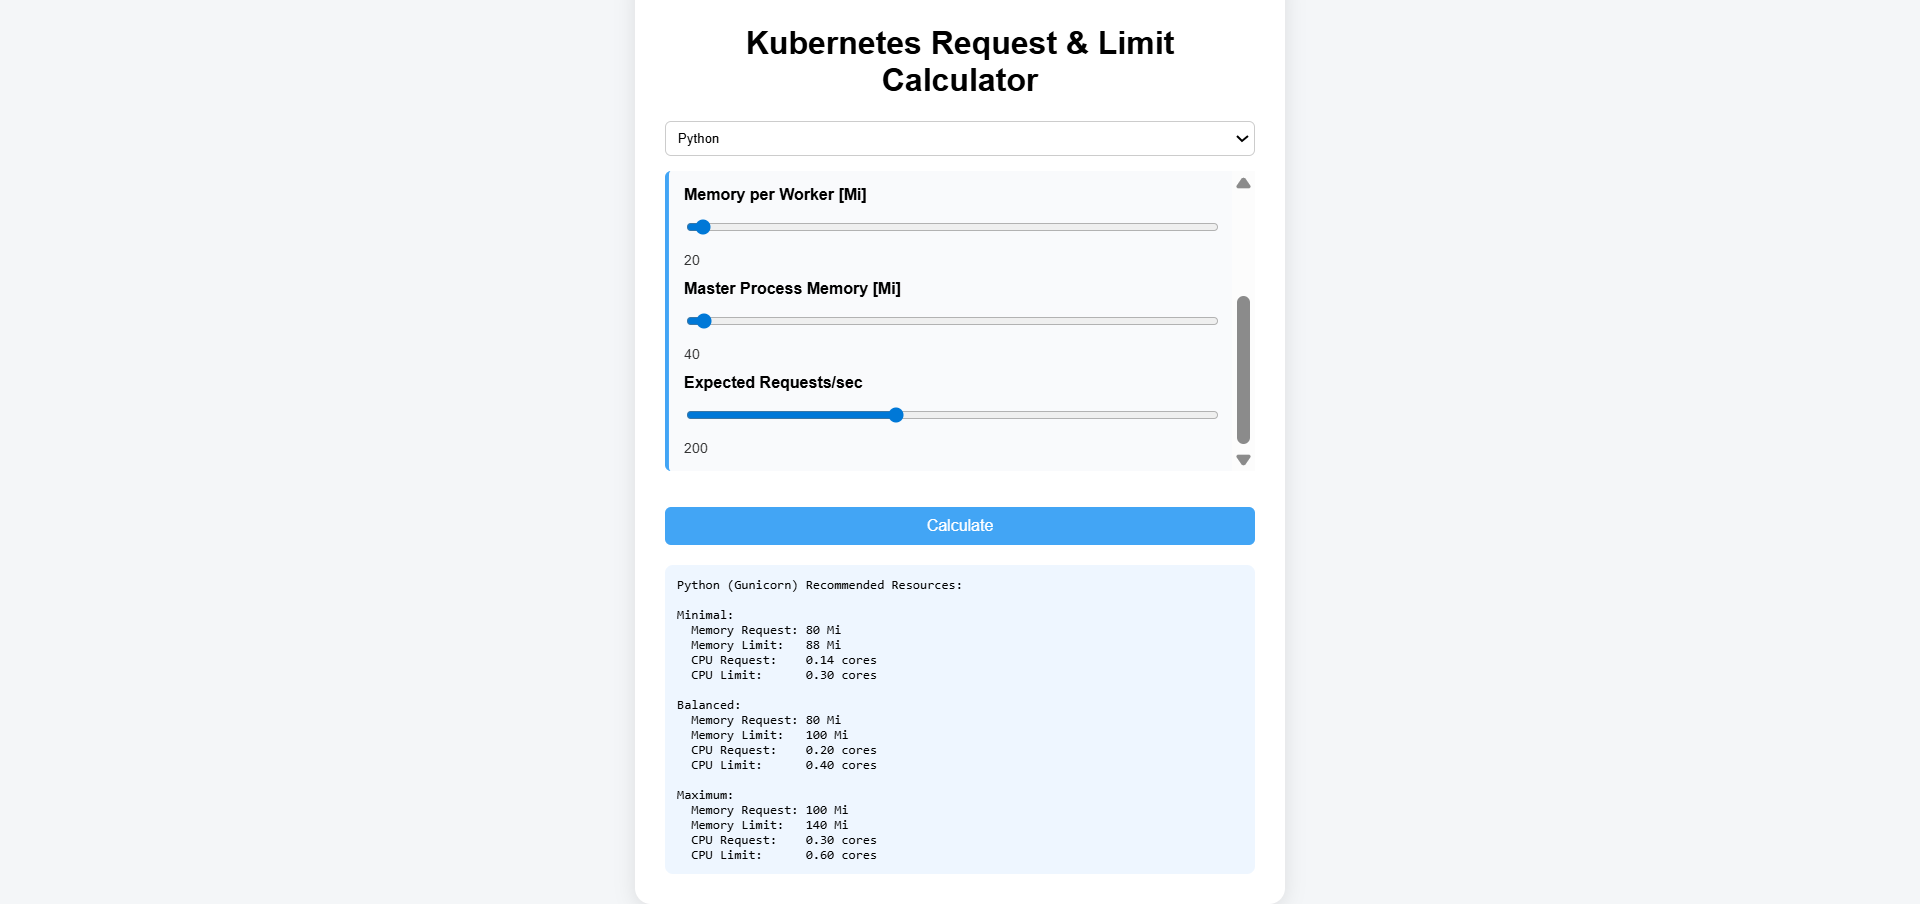 Kubernetes Request & Limit
Calculator
Python
Memory per Worker [Mi]
20
Master Process Memory [Mi]
40
Expected Requests/sec
200
Calculate
Python (Gunicorn) Recommended Resources:
Minimal:
  Memory Request: 80 Mi
  Memory Limit:   88 Mi
  CPU Request:    0.14 cores
  CPU Limit:      0.30 cores
Balanced:
  Memory Request: 80 Mi
  Memory Limit:   100 Mi
  CPU Request:    0.20 cores
  CPU Limit:      0.40 cores
Maximum:
  Memory Request: 100 Mi
  Memory Limit:   140 Mi
  CPU Request:    0.30 cores
  CPU Limit:      0.60 cores